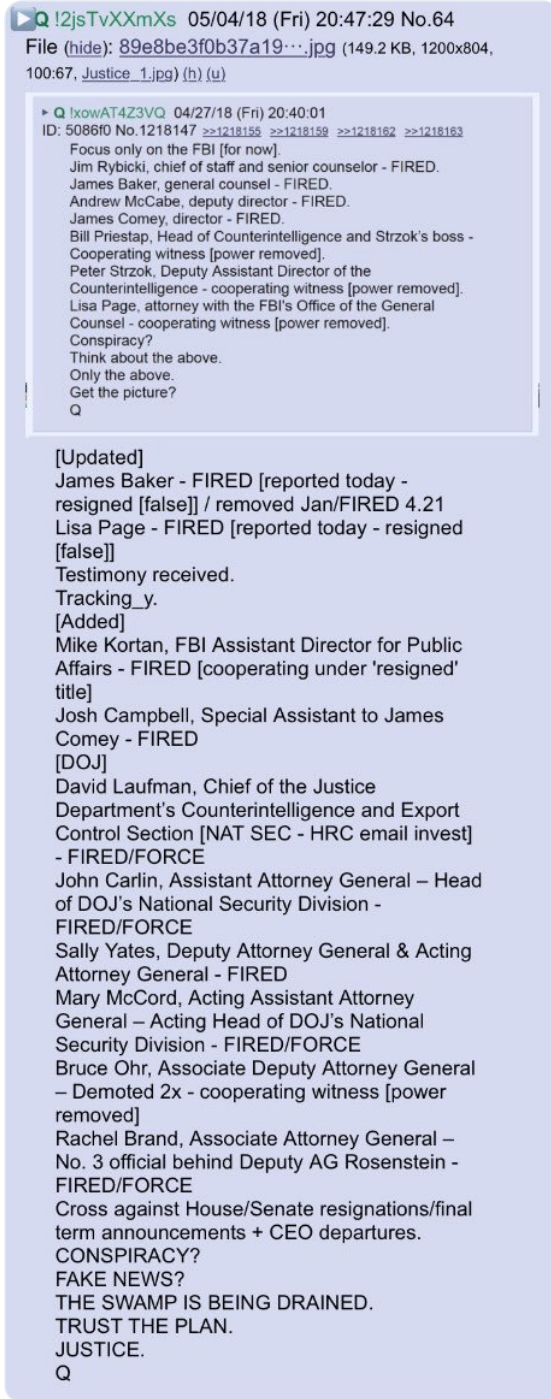 Q !2jsTvXXmXs 05/04/18 (Fri) 20:47:29 No.64
File (hide): 89e8be3f0b37a19···.jpg (149.2 KB, 1200x804,
100:67, Justice_1.jpg) (h) (u)
Q !xowAT4Z3VQ 04/27/18 (Fri) 20:40:01
ID: 5086f0 No.1218147 >>1218155 >>1218159 >>1218162 >>1218163
Focus only on the FBI [for now].
Jim Rybicki, chief of staff and senior counselor - FIRED.
James Baker, general counsel - FIRED.
Andrew McCabe, deputy director - FIRED.
James Comey, director - FIRED.
Bill Priestap, Head of Counterintelligence and Strzok's boss -
Cooperating witness [power removed].
Peter Strzok, Deputy Assistant Director of the
Counterintelligence - cooperating witness [power removed].
Lisa Page, attorney with the FBI's Office of the General
Counsel - cooperating witness [power removed].
Conspiracy?
Think about the above.
Only the above.
Get the picture?
Q
[Updated]
James Baker - FIRED [reported today -
resigned [false]] / removed Jan/FIRED 4.21
Lisa Page - FIRED [reported today - resigned
[false]]
Testimony received.
Tracking_y.
[Added]
Mike Kortan, FBI Assistant Director for Public
Affairs - FIRED [cooperating under 'resigned'
title]
Josh Campbell, Special Assistant to James
Comey - FIRED
[DOJ]
David Laufman, Chief of the Justice
Department's Counterintelligence and Export
Control Section [NAT SEC - HRC email invest]
- FIRED/FORCE
John Carlin, Assistant Attorney General – Head
of DOJ's National Security Division -
FIRED/FORCE
Sally Yates, Deputy Attorney General & Acting
Attorney General - FIRED
Mary McCord, Acting Assistant Attorney
General – Acting Head of DOJ's National
Security Division - FIRED/FORCE
Bruce Ohr, Associate Deputy Attorney General
– Demoted 2x - cooperating witness [power
removed]
Rachel Brand, Associate Attorney General –
No. 3 official behind Deputy AG Rosenstein -
FIRED/FORCE
Cross against House/Senate resignations/final
term announcements + CEO departures.
CONSPIRACY?
FAKE NEWS?
THE SWAMP IS BEING DRAINED.
TRUST THE PLAN.
JUSTICE.
Q